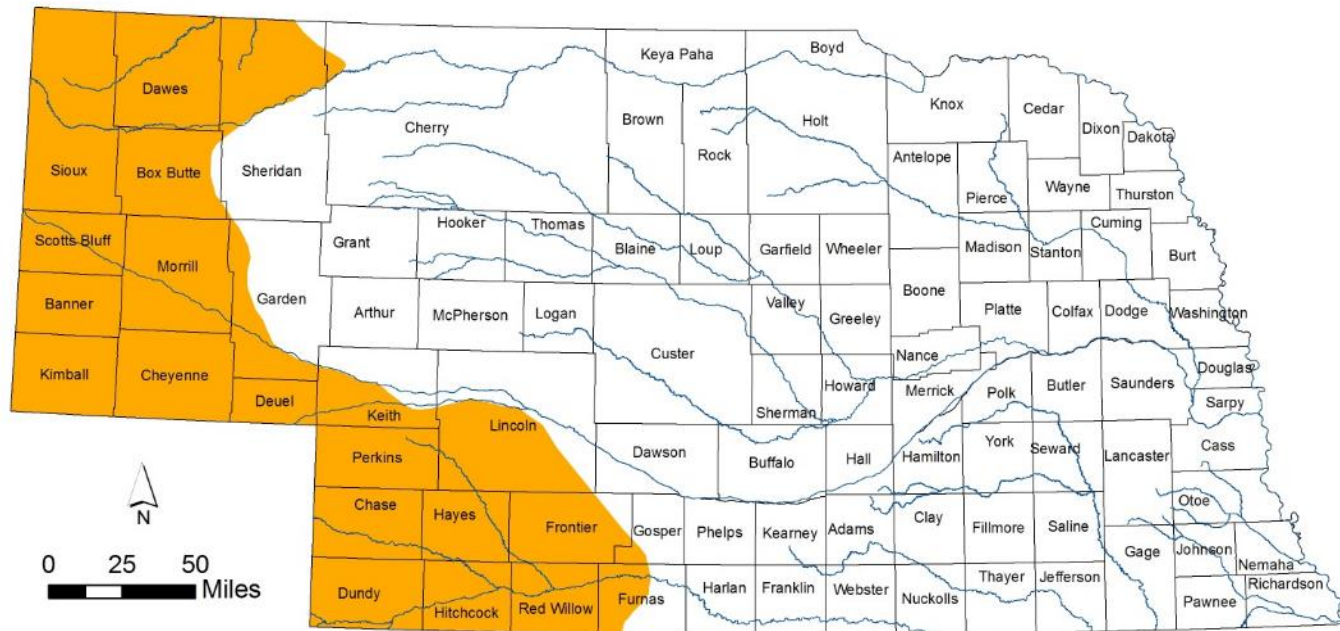 Keya Paha
Boyd
Dawes
Knox
Cedar
Dixon
Dakota
Cherry
Brown
Holt
Rock
Sioux
Box Butte
Sheridan
Antelope
Pierce
Wayne
Thurston
Scotts Bluff
Morrill
Grant
Hooker
Thomas
Blaine
Loup
Garfield
Wheeler
Madison
Stanton
Cuming
Burt
Banner
Garden
Arthur
McPherson
Logan
Valley
Greeley
Boone
Platte
Colfax
Dodge
Washington
Kimball
Cheyenne
Custer
Nance
Howard
Merrick
Polk
Butler
Saunders
Douglas
Sarpy
Deuel
Keith
Lincoln
Sherman
Perkins
Dawson
Buffalo
Hall
Hamilton
York
Seward
Lancaster
Cass
Chase
Hayes
Frontier
Gosper
Phelps
Kearney
Adams
Clay
Fillmore
Saline
Otoe
Gage
Johnson
Nemaha
Dundy
Hitchcock
Red Willow
Furnas
Harlan
Franklin
Webster
Nuckolls
Thayer
Jefferson
Pawnee
Richardson
N
0 25 50
Miles